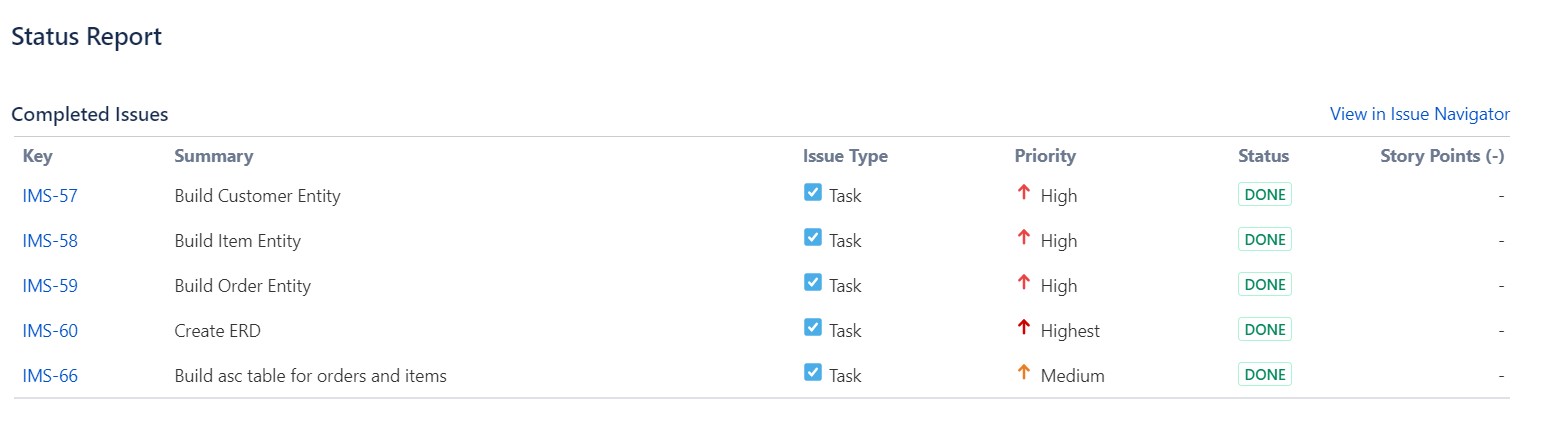 Status Report
Completed Issues View in Issue Navigator
Key Summary Issue Type Priority Status Story Points (-)
IMS-57 Build Customer Entity Task High DONE -
IMS-58 Build Item Entity Task High DONE -
IMS-59 Build Order Entity Task High DONE -
IMS-60 Create ERD Task Highest DONE -
IMS-66 Build asc table for orders and items Task Medium DONE -